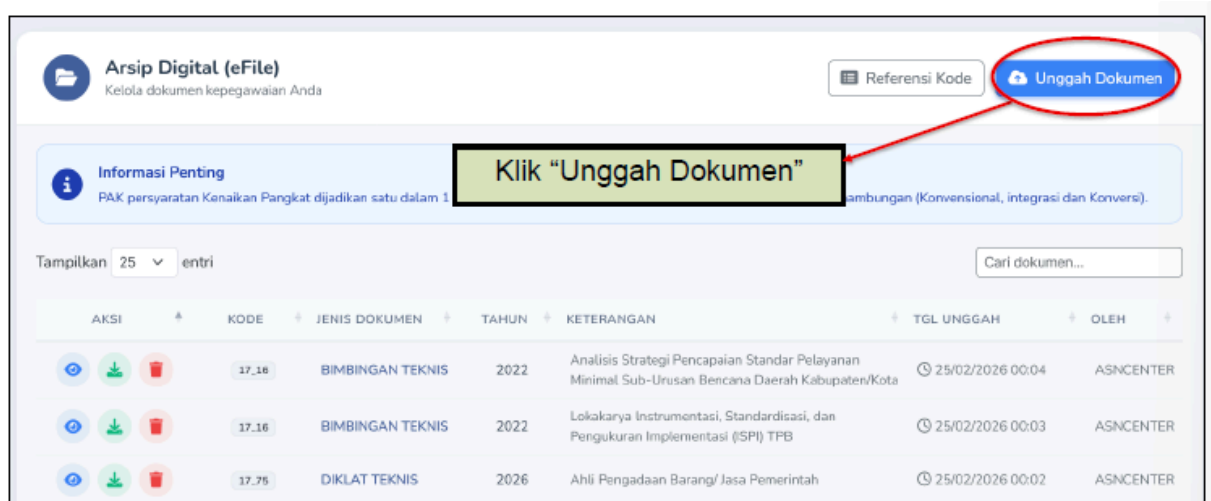 Arsip Digital (eFile)
Kelola dokumen kepegawaian Anda
Referensi Kode
Unggah Dokumen
Klik “Unggah Dokumen”
Informasi Penting
PAK persyaratan Kenaikan Pangkat dijadikan satu dalam 1 ambungan (Konvensional, integrasi dan Konversi).
Tampilkan 25 entri
Cari dokumen...
AKSI KODE JENIS DOKUMEN TAHUN KETERANGAN TGL UNGGAH OLEH
17_16 BIMBINGAN TEKNIS 2022 Analisis Strategi Pencapaian Standar Pelayanan
Minimal Sub-Urusan Bencana Daerah Kabupaten/Kota 25/02/2026 00:04 ASNCENTER
17_16 BIMBINGAN TEKNIS 2022 Lokakarya Instrumentasi, Standardisasi, dan
Pengukuran Implementasi (ISPI) TPB 25/02/2026 00:03 ASNCENTER
17_75 DIKLAT TEKNIS 2026 Ahli Pengadaan Barang/ Jasa Pemerintah 25/02/2026 00:02 ASNCENTER